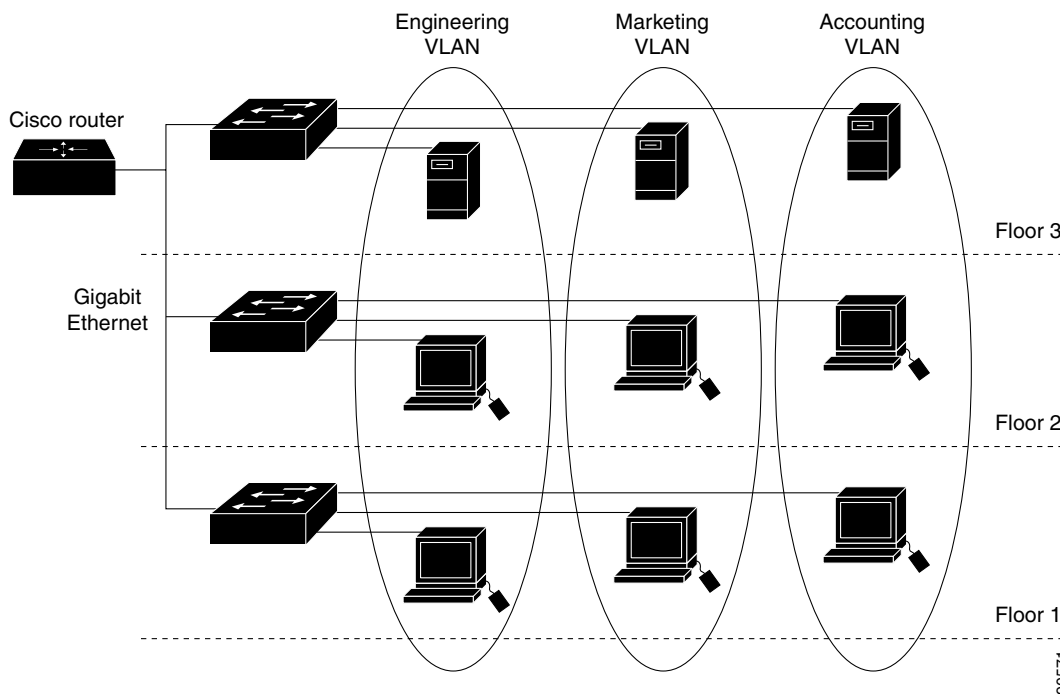 Engineering
VLAN
Marketing
VLAN
Accounting
VLAN
Cisco router
Floor 3
Gigabit
Ethernet
Floor 2
Floor 1